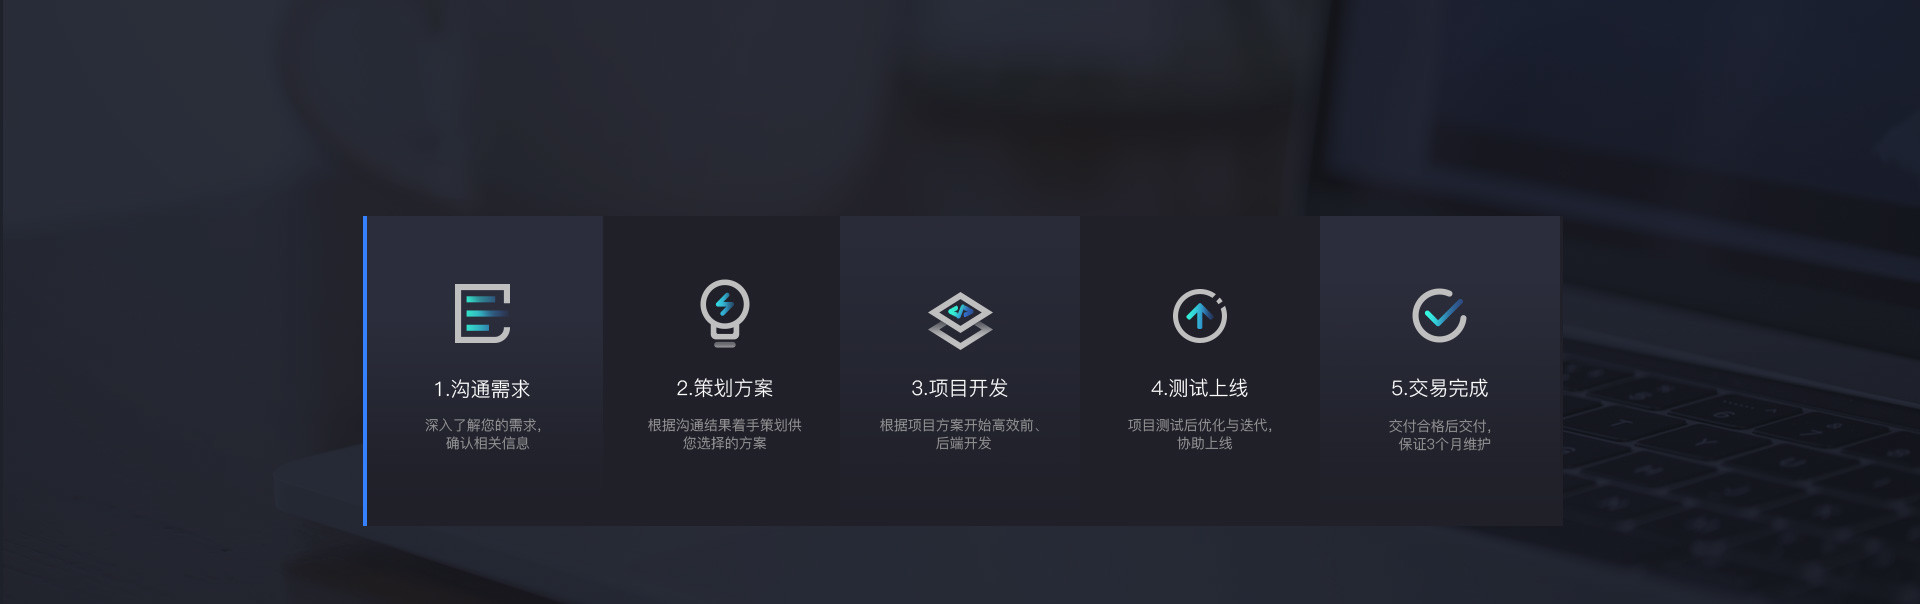 1.沟通需求
深入了解您的需求，
确认相关信息
2.策划方案
根据沟通结果着手策划供
您选择的方案
3.项目开发
根据项目方案开始高效前、
后端开发
4.测试上线
项目测试后优化与迭代，
协助上线
5.交易完成
交付合格后交付，
保证3个月维护